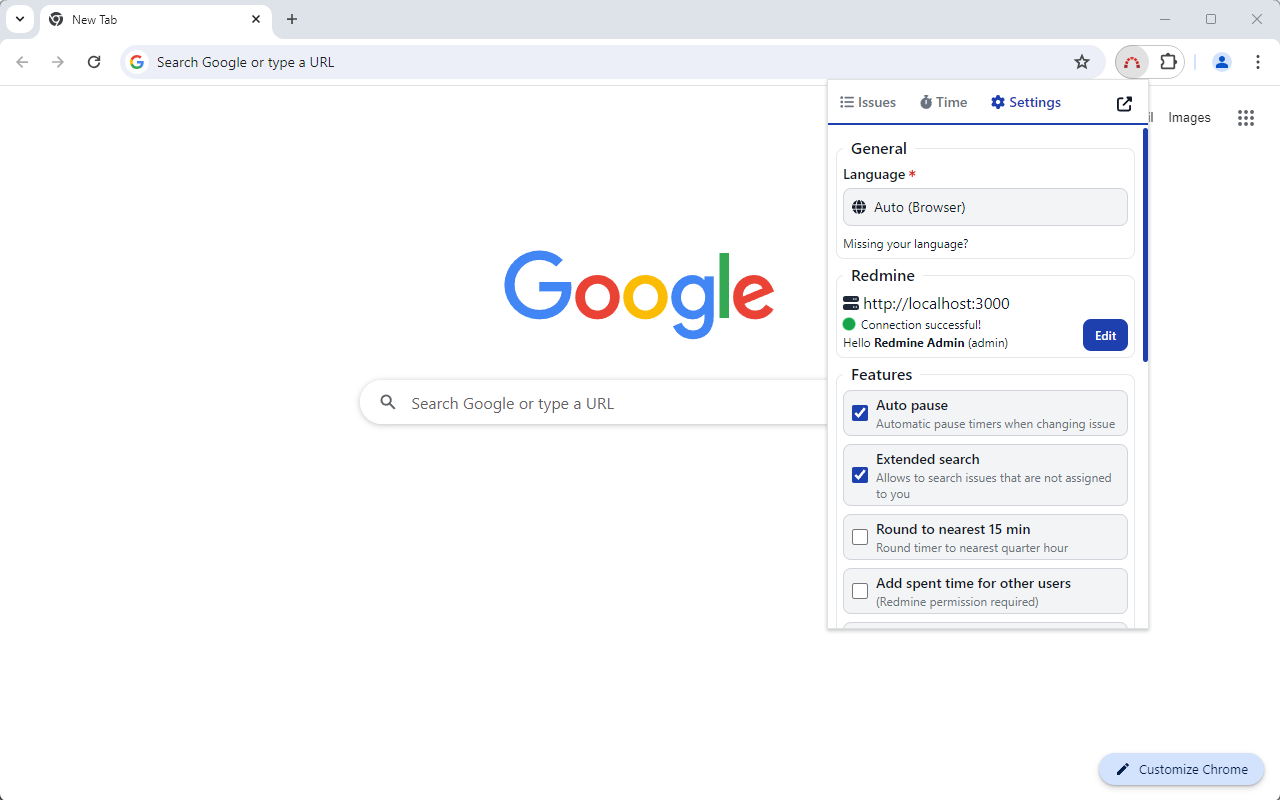 New Tab
Search Google or type a URL
Issues Time Settings
Images
General
Language *
Auto (Browser)
Missing your language?
Redmine
http://localhost:3000
Connection successful!
Hello Redmine Admin (admin)
Edit
Features
Auto pause
Automatic pause timers when changing issue
Extended search
Allows to search issues that are not assigned
to you
Round to nearest 15 min
Round timer to nearest quarter hour
Add spent time for other users
(Redmine permission required)
Google
Search Google or type a URL
Customize Chrome